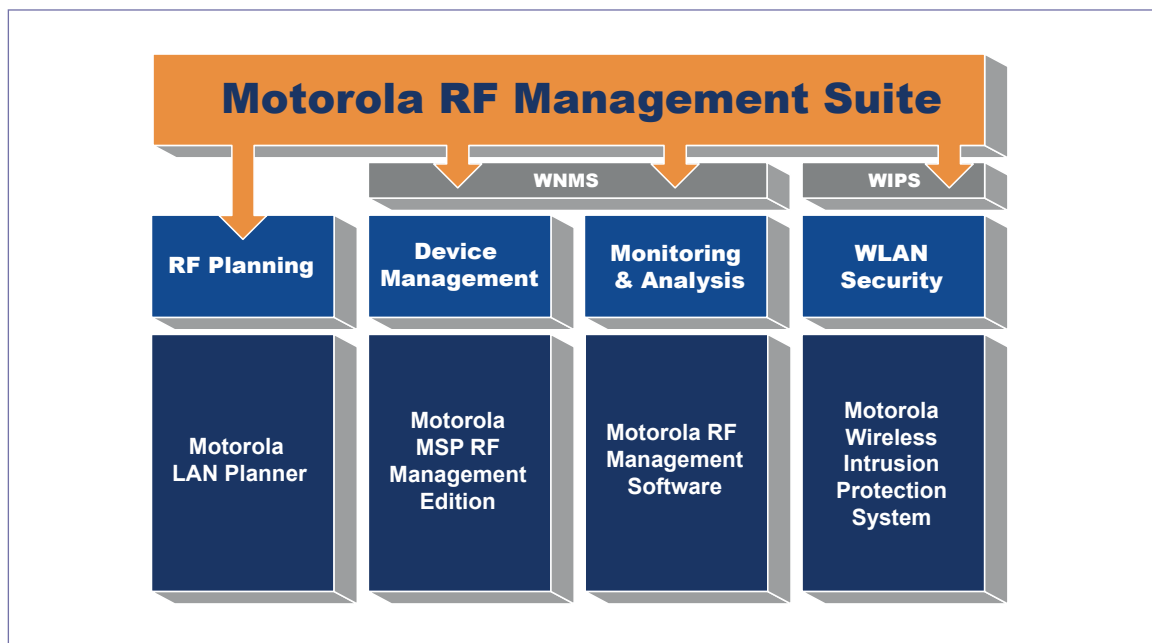 Motorola RF Management Suite
WNMS
WIPS
RF Planning
Device
Management
Monitoring
& Analysis
WLAN
Security
Motorola
LAN Planner
Motorola
MSP RF
Management
Edition
Motorola RF
Management
Software
Motorola
Wireless
Intrusion
Protection
System